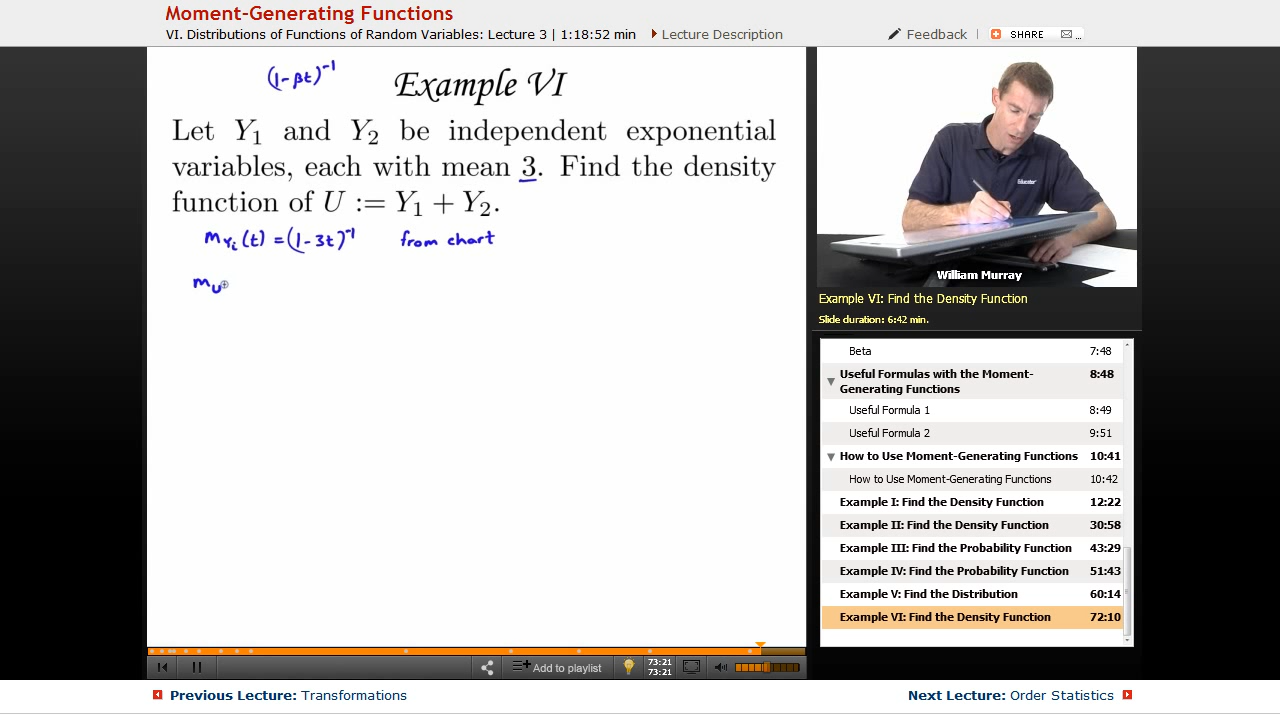 Moment-Generating Functions
VI. Distributions of Functions of Random Variables: Lecture 3 | 1:18:52 min Lecture Description
Feedback | SHARE
(1-βt)⁻¹
Example VI
Let Y₁ and Y₂ be independent exponential
variables, each with mean 3. Find the density
function of U := Y₁ + Y₂.
m_Yᵢ(t) = (1-3t)⁻¹ from chart
m_U
Educator
William Murray
Example VI: Find the Density Function
Slide duration: 6:42 min.
Beta 7:48
Useful Formulas with the Moment-
Generating Functions 8:48
Useful Formula 1 8:49
Useful Formula 2 9:51
How to Use Moment-Generating Functions 10:41
How to Use Moment-Generating Functions 10:42
Example I: Find the Density Function 12:22
Example II: Find the Density Function 30:58
Example III: Find the Probability Function 43:29
Example IV: Find the Probability Function 51:43
Example V: Find the Distribution 60:14
Example VI: Find the Density Function 72:10
Add to playlist
73:21
73:21
Previous Lecture: Transformations
Next Lecture: Order Statistics